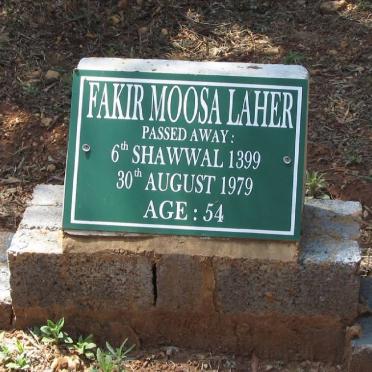 FAKIR MOOSA LAHER
PASSED AWAY :
6th SHAWWAL 1399
30th AUGUST 1979
AGE : 54